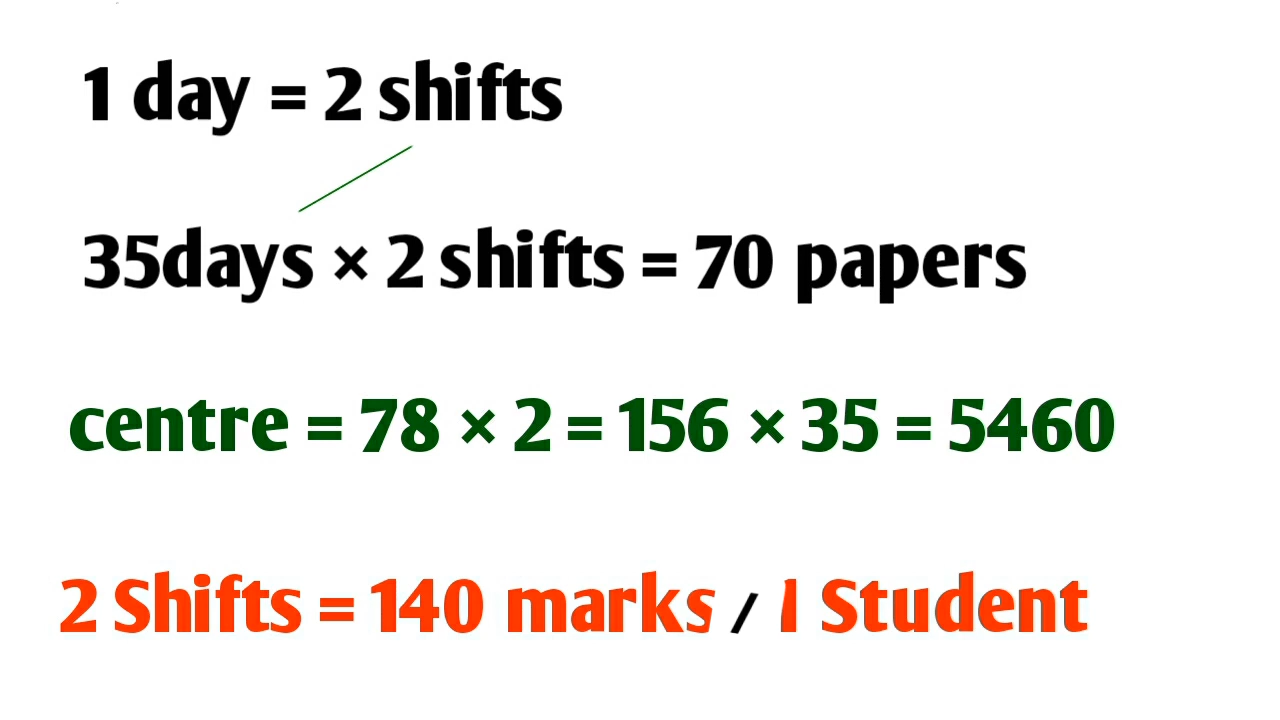 1 day = 2 shifts
35days × 2 shifts = 70 papers
centre = 78 × 2 = 156 × 35 = 5460
2 Shifts = 140 marks / 1 Student